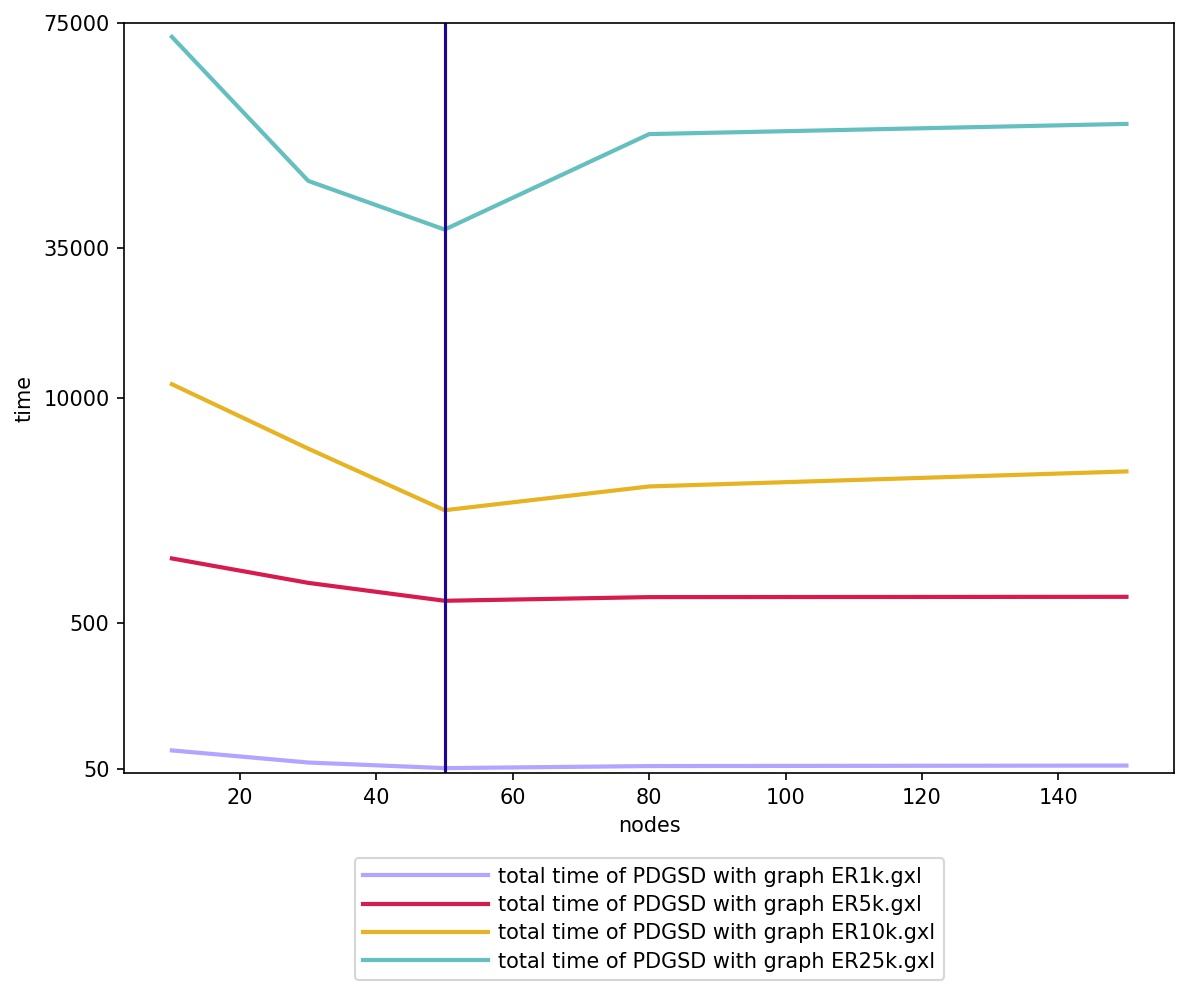 75000
35000
10000
500
50
time
20 40 60 80 100 120 140
nodes
total time of PDGSD with graph ER1k.gxl
total time of PDGSD with graph ER5k.gxl
total time of PDGSD with graph ER10k.gxl
total time of PDGSD with graph ER25k.gxl